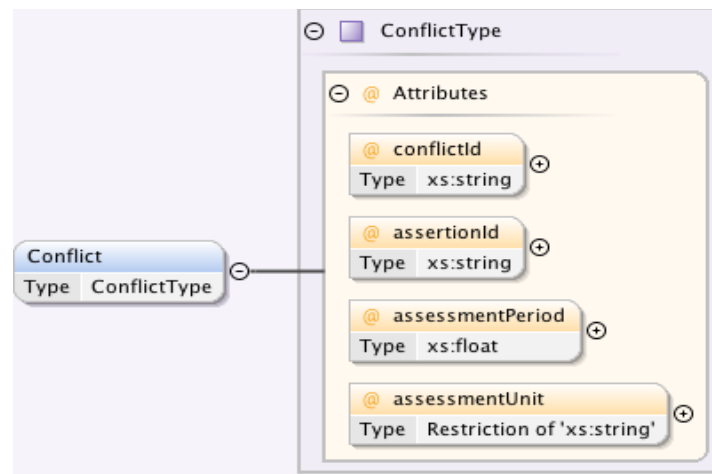 ConflictType
@ Attributes
@ conflictId
Type xs:string
@ assertionId
Type xs:string
Conflict
Type ConflictType
@ assessmentPeriod
Type xs:float
@ assessmentUnit
Type Restriction of 'xs:string'